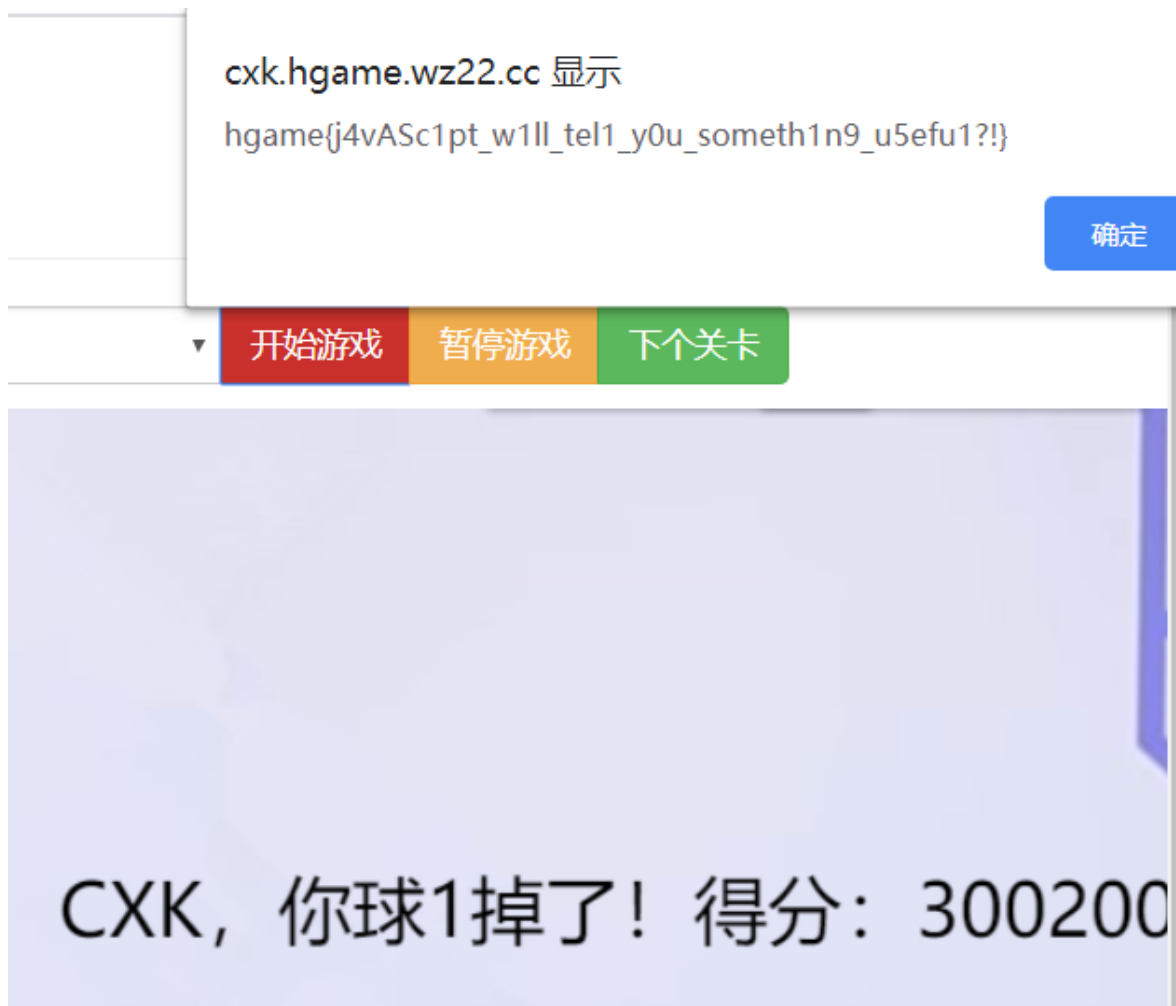 cxk.hgame.wz22.cc 显示
hgame{j4vASc1pt_w1ll_tel1_y0u_someth1n9_u5efu1?!}
确定
开始游戏 暂停游戏 下个关卡
CXK，你球1掉了！得分：300200